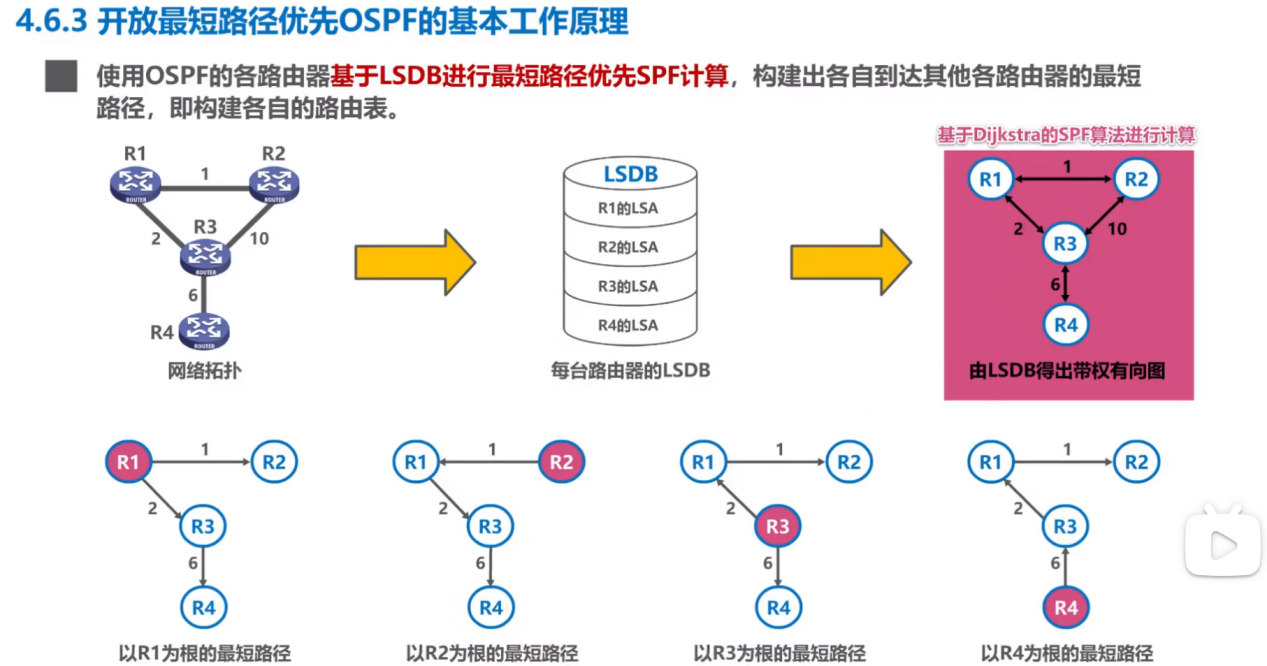 4.6.3 开放最短路径优先OSPF的基本工作原理
使用OSPF的各路由器基于LSDB进行最短路径优先SPF计算，构建出各自到达其他各路由器的最短
路径，即构建各自的路由表。
R1
R2
1
ROUTER
ROUTER
R3
2
10
ROUTER
6
R4
ROUTER
网络拓扑
LSDB
R1的LSA
R2的LSA
R3的LSA
R4的LSA
每台路由器的LSDB
基于Dijkstra的SPF算法进行计算
R1
1
R2
2
10
R3
6
R4
由LSDB得出带权有向图
R1
1
R2
2
R3
6
R4
以R1为根的最短路径
R1
1
R2
2
R3
6
R4
以R2为根的最短路径
R1
1
R2
2
R3
6
R4
以R3为根的最短路径
R1
1
R2
2
R3
6
R4
以R4为根的最短路径